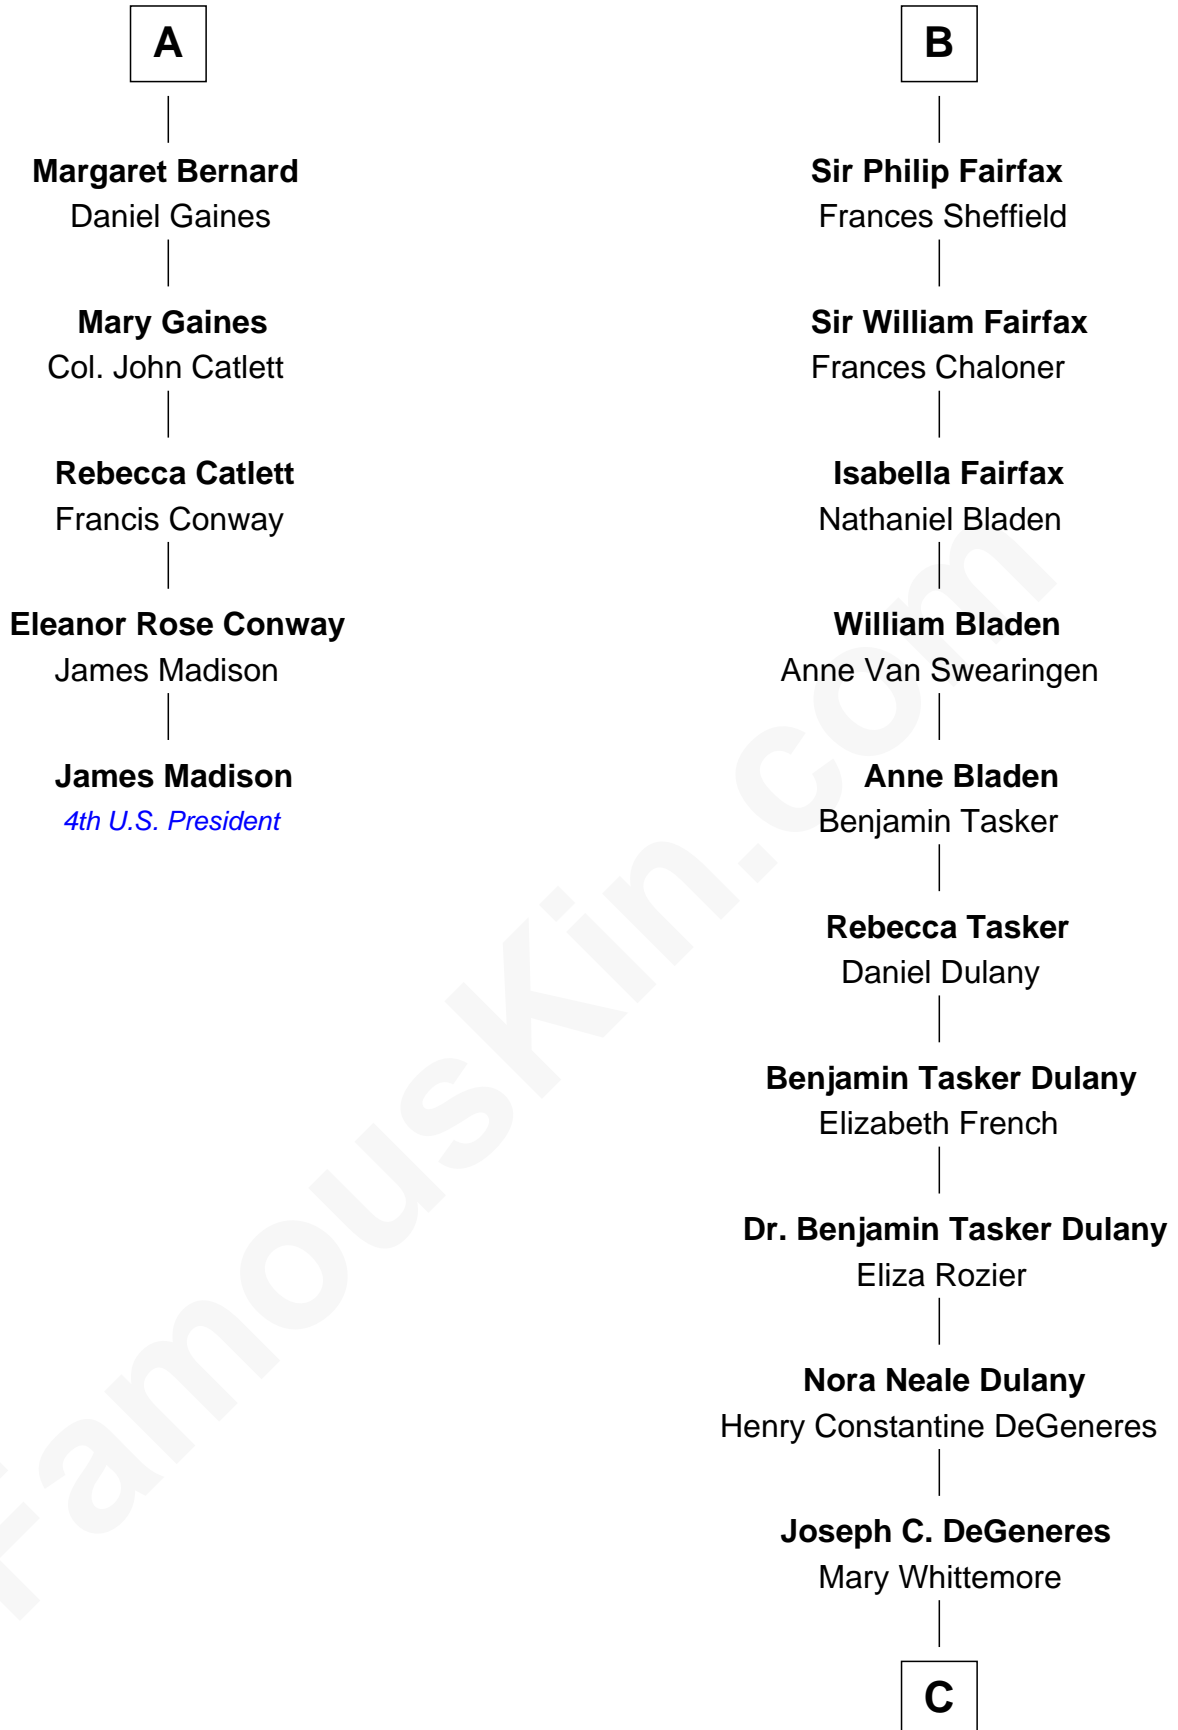 A
Margaret Bernard
Daniel Gaines
Mary Gaines
Col. John Catlett
Rebecca Catlett
Francis Conway
Eleanor Rose Conway
James Madison
James Madison
4th U.S. President
B
Sir Philip Fairfax
Frances Sheffield
Sir William Fairfax
Frances Chaloner
Isabella Fairfax
Nathaniel Bladen
William Bladen
Anne Van Swearingen
Anne Bladen
Benjamin Tasker
Rebecca Tasker
Daniel Dulany
Benjamin Tasker Dulany
Elizabeth French
Dr. Benjamin Tasker Dulany
Eliza Rozier
Nora Neale Dulany
Henry Constantine DeGeneres
Joseph C. DeGeneres
Mary Whittemore
C
FamousKin.com